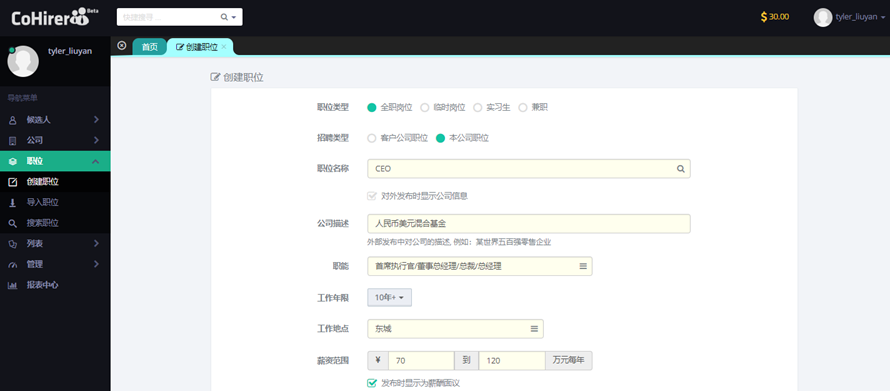 CoHirer Beta
快捷搜寻...
$ 30.00
tyler_liuyan
tyler_liuyan
首页
创建职位 ×
导航菜单
候选人
公司
职位
创建职位
导入职位
搜索职位
列表
管理
报表中心
创建职位
职位类型 全职岗位 临时岗位 实习生 兼职
招聘类型 客户公司职位 本公司职位
职位名称 CEO
对外发布时显示公司信息
公司描述 人民币美元混合基金
外部发布中对公司的描述, 例如：某世界五百强零售企业
职能 首席执行官/董事总经理/总裁/总经理
工作年限 10年+
工作地点 东城
薪资范围 ¥ 70 到 120 万元每年
发布时显示为薪酬面议